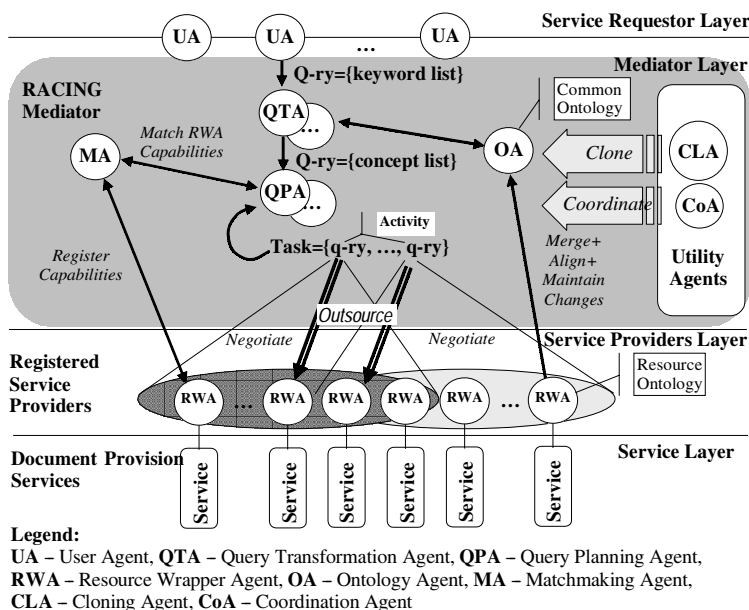 Service Requestor Layer
UA
UA
...
UA
Q-ry={keyword list}
Mediator Layer
RACING
Mediator
Common
Ontology
QTA
...
Match RWA
Capabilities
OA
Clone
CLA
MA
Q-ry={concept list}
QPA
...
Coordinate
CoA
Activity
Task={q-ry, ..., q-ry}
Register
Capabilities
Merge+
Align+
Maintain
Changes
Utility
Agents
Outsource
Negotiate
Negotiate
Service Providers Layer
Registered
Service
Providers
Resource
Ontology
RWA
...
RWA
RWA
RWA
RWA
...
RWA
Document Provision
Services
Service Layer
Service
Service
Service
Service
Service
Service
Legend:
UA – User Agent, QTA – Query Transformation Agent, QPA – Query Planning Agent,
RWA – Resource Wrapper Agent, OA – Ontology Agent, MA – Matchmaking Agent,
CLA – Cloning Agent, CoA – Coordination Agent